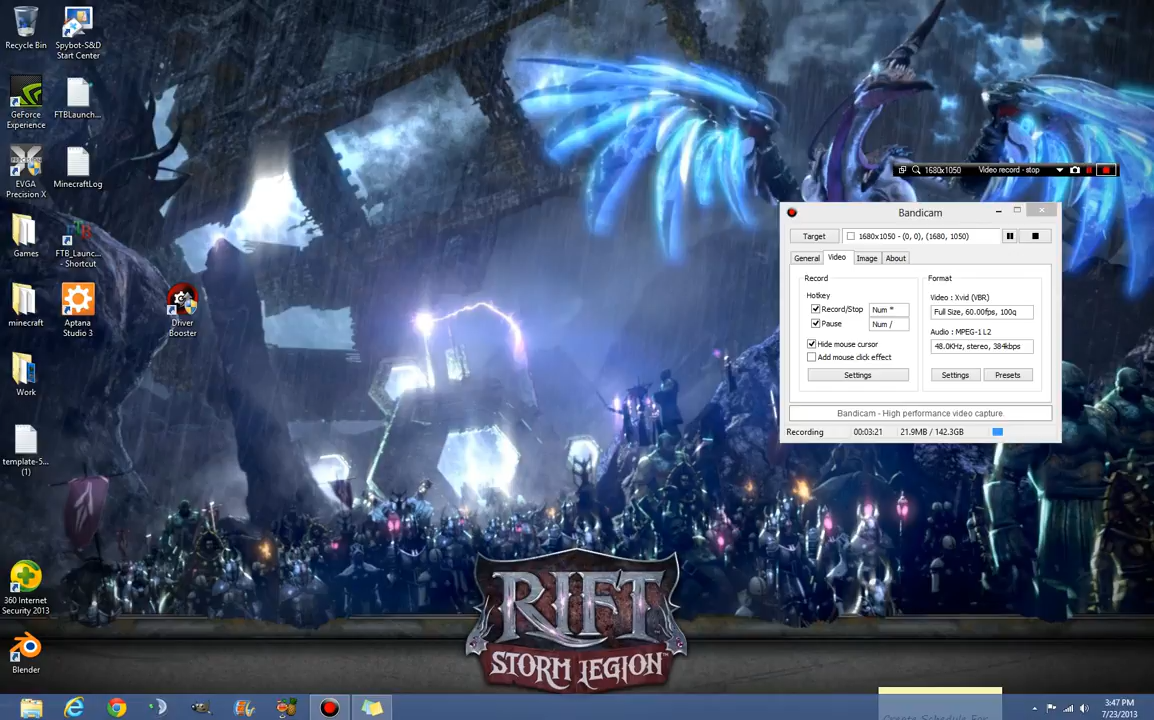 Recycle Bin
Spybot-S&D
Start Center
GeForce
Experience
FTBLaunch...
EVGA
Precision X
MinecraftLog
Games
FTB_Launc...
- Shortcut
minecraft
Aptana
Studio 3
Driver
Booster
Work
template-5...
(1)
360 Internet
Security 2013
Blender
1680x1050
Video record - stop
Bandicam
Target
1680x1050 - (0, 0), (1680, 1050)
General
Video
Image
About
Record
Hotkey
Record/Stop
Num *
Pause
Num /
Hide mouse cursor
Add mouse click effect
Settings
Format
Video : Xvid (VBR)
Full Size, 60.00fps, 100q
Audio : MPEG-1 L2
48.0KHz, stereo, 384kbps
Settings
Presets
Bandicam - High performance video capture
Recording
00:03:21
21.9MB / 142.3GB
RIFT
STORM LEGION™
Create Schedule For
3:47 PM
7/23/2013